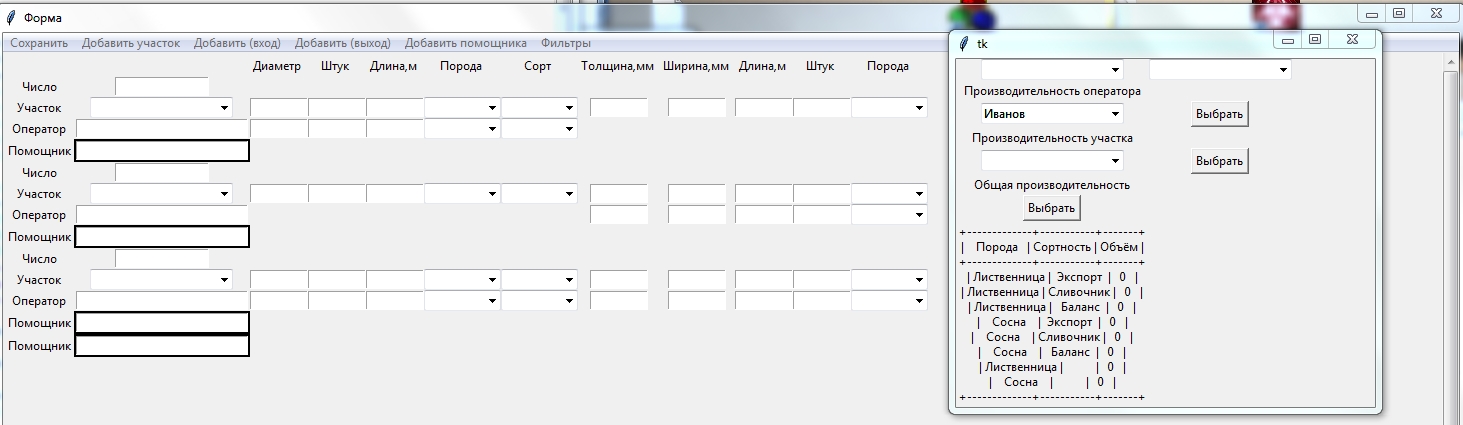 Форма
Сохранить Добавить участок Добавить (вход) Добавить (выход) Добавить помощника Фильтры
Диаметр Штук Длина,м Порода Сорт Толщина,мм Ширина,мм Длина,м Штук Порода
Число
Участок
Оператор
Помощник
Число
Участок
Оператор
Помощник
Число
Участок
Оператор
Помощник
Помощник
tk
Производительность оператора
Иванов Выбрать
Производительность участка
Выбрать
Общая производительность
Выбрать
+-------------+-----------+-------+
| Порода | Сортность | Объём |
+-------------+-----------+-------+
| Лиственница | Экспорт | 0 |
| Лиственница | Сливочник | 0 |
| Лиственница | Баланс | 0 |
| Сосна | Экспорт | 0 |
| Сосна | Сливочник | 0 |
| Сосна | Баланс | 0 |
| Лиственница | | 0 |
| Сосна | | 0 |
+-------------+-----------+-------+